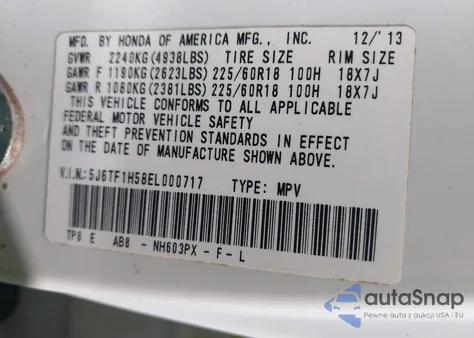 MFD. BY HONDA OF AMERICA MFG., INC. 12/'13
GVWR 2240KG(4938LBS) TIRE SIZE RIM SIZE
GAWR F 1190KG(2623LBS) 225/60R18 100H 18X7J
GAWR R 1080KG(2381LBS) 225/60R18 100H 18X7J
THIS VEHICLE CONFORMS TO ALL APPLICABLE
FEDERAL MOTOR VEHICLE SAFETY
AND THEFT PREVENTION STANDARDS IN EFFECT
ON THE DATE OF MANUFACTURE SHOWN ABOVE.
V.I.N.: 5J6TF1H58EL000717 TYPE: MPV
TP6 E AB8 - NH603PX - F - L
autoSnap
Pewne auta z aukcji USA i EU